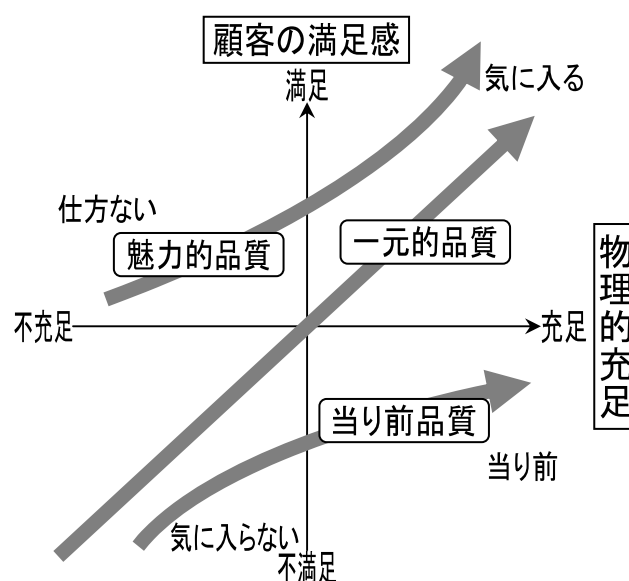 顧客の満足感
満足
気に入る
仕方ない
魅力的品質
一元的品質
物理的充足
不充足
充足
当り前品質
当り前
気に入らない
不満足